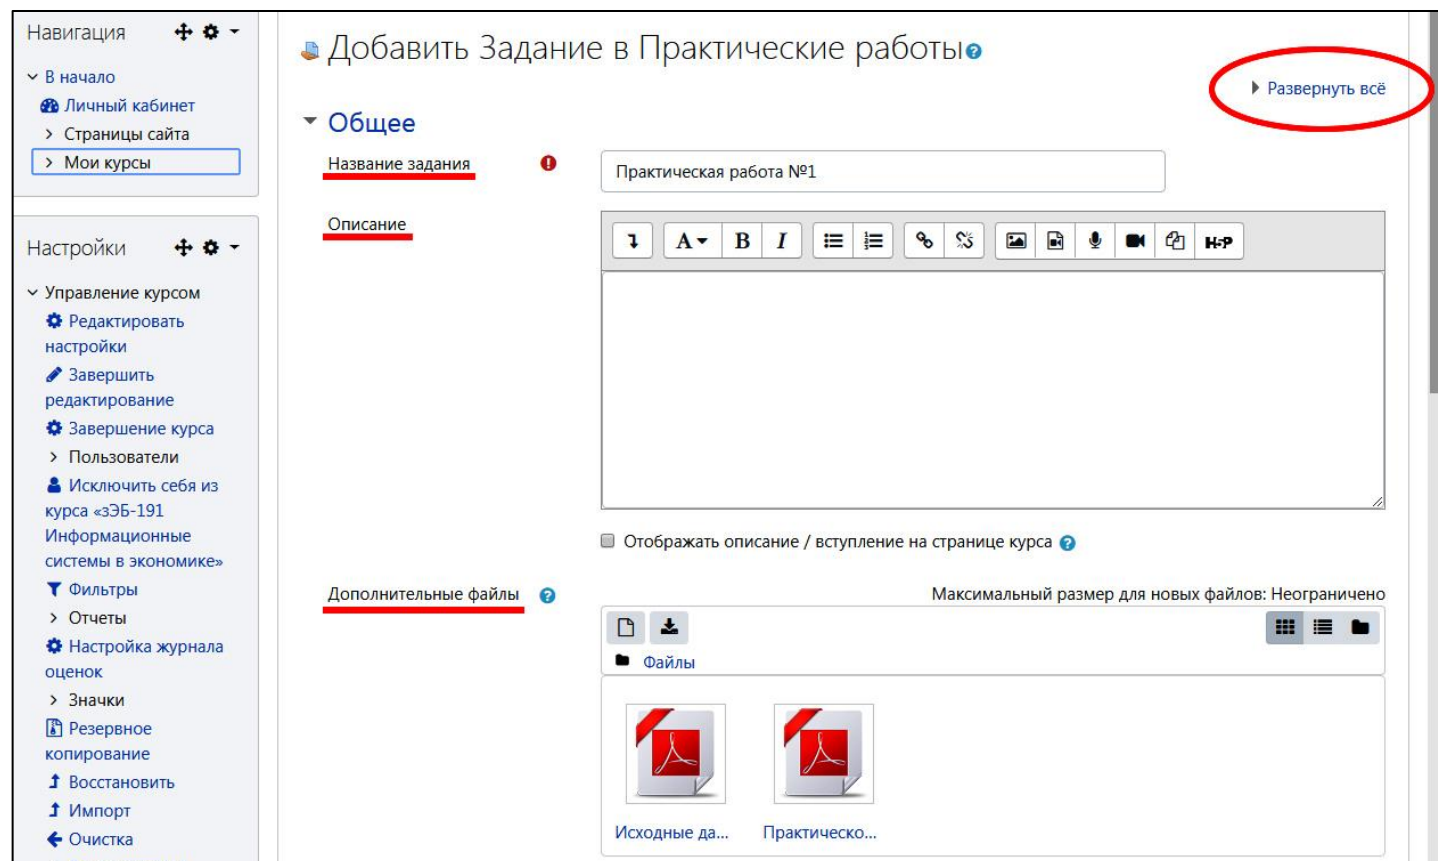 Навигация
В начало
Личный кабинет
Страницы сайта
Мои курсы
Настройки
Управление курсом
Редактировать
настройки
Завершить
редактирование
Завершение курса
Пользователи
Исключить себя из
курса «зЭБ-191
Информационные
системы в экономике»
Фильтры
Отчеты
Настройка журнала
оценок
Значки
Резервное
копирование
Восстановить
Импорт
Очистка
Добавить Задание в Практические работы
Развернуть всё
Общее
Название задания
Практическая работа №1
Описание
A B I H5P
Отображать описание / вступление на странице курса
Дополнительные файлы
Максимальный размер для новых файлов: Неограничено
Файлы
Исходные да... Практическо...